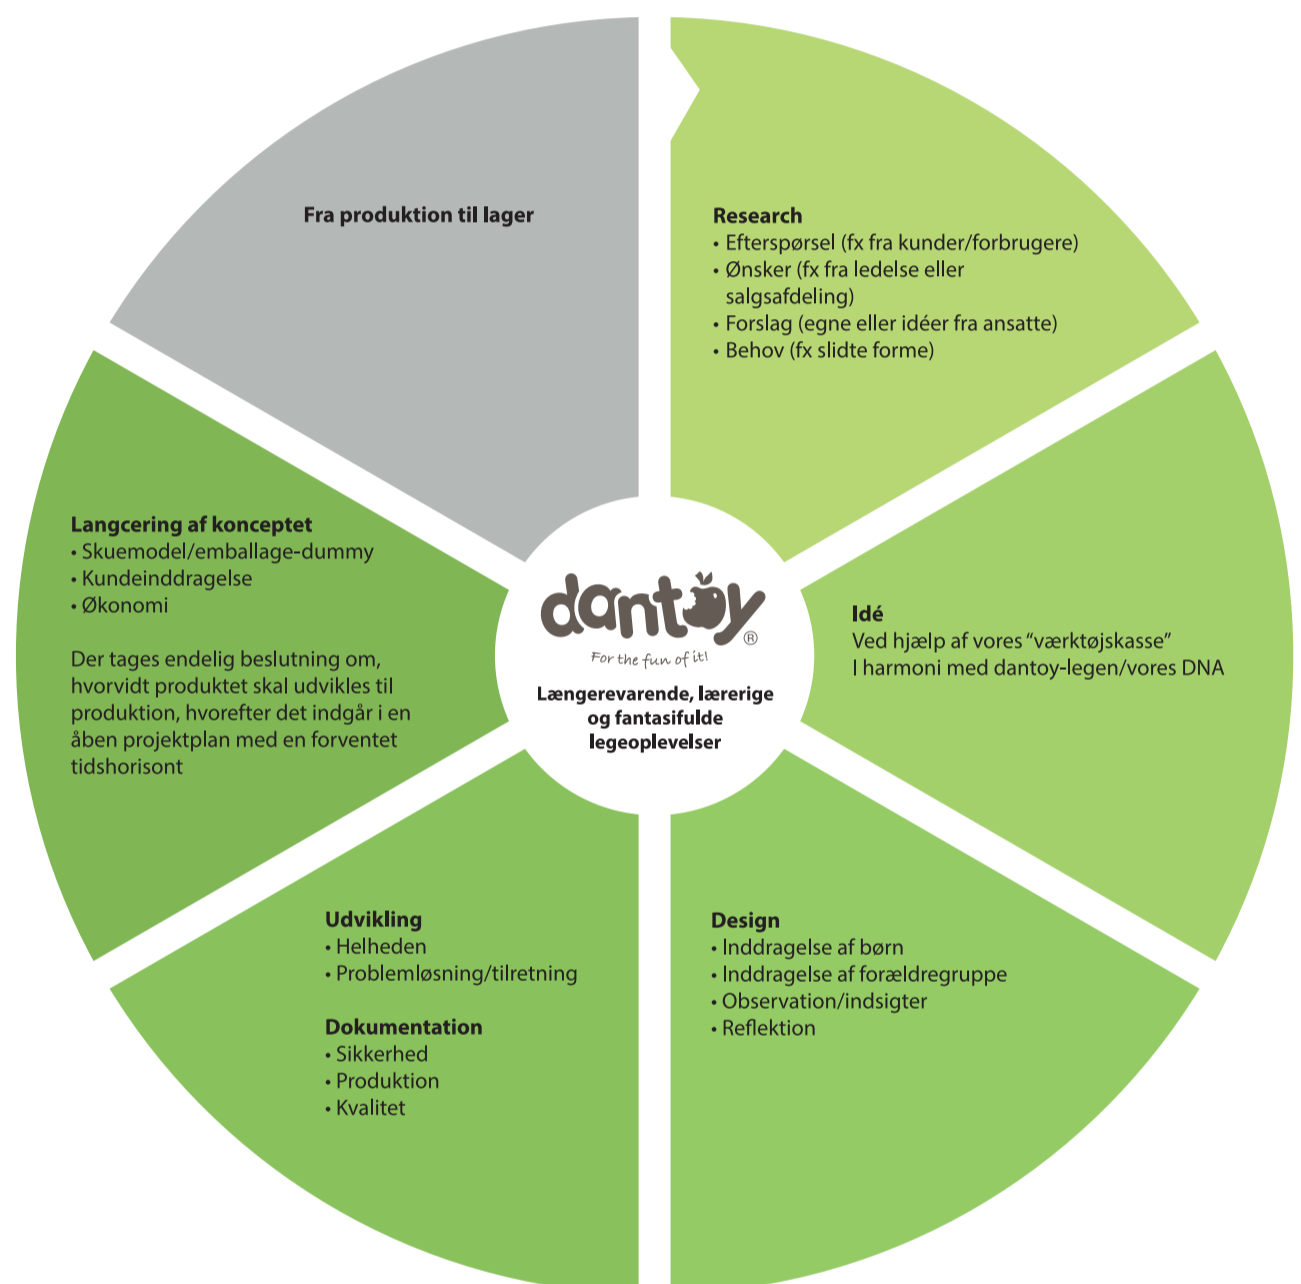 Research
• Efterspørsel (fx fra kunder/forbrugere)
• Ønsker (fx fra ledelse eller
salgsafdeling)
• Forslag (egne eller idéer fra ansatte)
• Behov (fx slidte forme)
Idé
Ved hjælp af vores “værktøjskasse”
I harmoni med dantoy-legen/vores DNA
Design
• Inddragelse af børn
• Inddragelse af forældregruppe
• Observation/indsigter
• Reflektion
Udvikling
• Helheden
• Problemløsning/tilretning
Dokumentation
• Sikkerhed
• Produktion
• Kvalitet
Langcering af konceptet
• Skuemodel/emballage-dummy
• Kundeinddragelse
• Økonomi
Der tages endelig beslutning om,
hvorvidt produktet skal udvikles til
produktion, hvorefter det indgår i en
åben projektplan med en forventet
tidshorisont
Fra produktion til lager
dantoy®
For the fun of it!
Længerevarende, lærerige
og fantasifulde
legeoplevelser